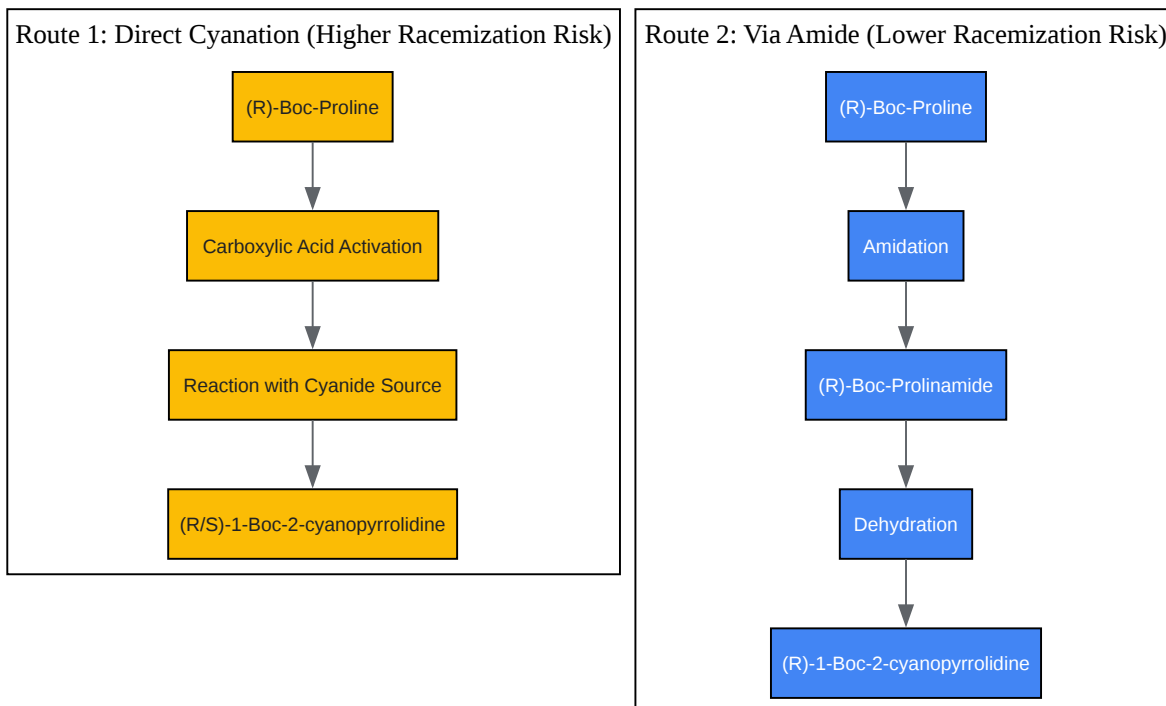 Route 1: Direct Cyanation (Higher Racemization Risk)
(R)-Boc-Proline
Carboxylic Acid Activation
Reaction with Cyanide Source
(R/S)-1-Boc-2-cyanopyrrolidine
Route 2: Via Amide (Lower Racemization Risk)
(R)-Boc-Proline
Amidation
(R)-Boc-Prolinamide
Dehydration
(R)-1-Boc-2-cyanopyrrolidine